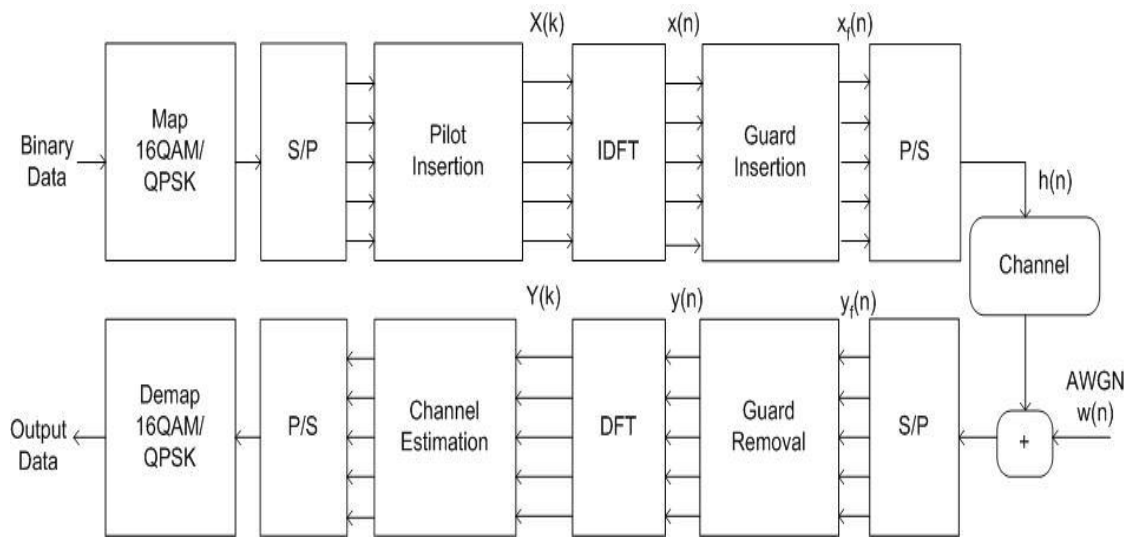 X(k)
x(n)
x_f(n)
Binary
Data
Map
16QAM/
QPSK
S/P
Pilot
Insertion
IDFT
Guard
Insertion
P/S
h(n)
Channel
Y(k)
y(n)
y_f(n)
Output
Data
Demap
16QAM/
QPSK
P/S
Channel
Estimation
DFT
Guard
Removal
S/P
+
AWGN
w(n)